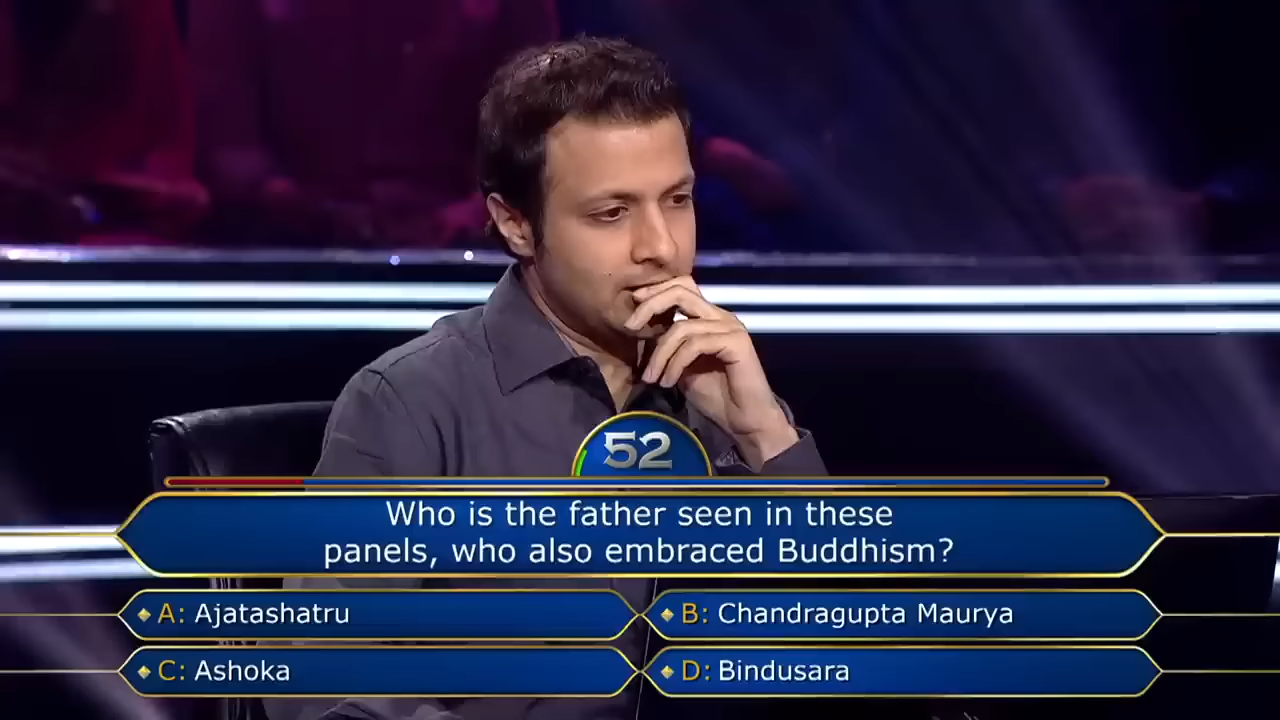 52
Who is the father seen in these
panels, who also embraced Buddhism?
A: Ajatashatru
B: Chandragupta Maurya
C: Ashoka
D: Bindusara